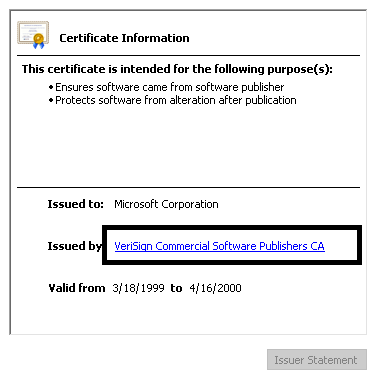 Certificate Information
This certificate is intended for the following purpose(s):
•Ensures software came from software publisher
•Protects software from alteration after publication
Issued to: Microsoft Corporation
Issued by VeriSign Commercial Software Publishers CA
Valid from 3/18/1999 to 4/16/2000
Issuer Statement